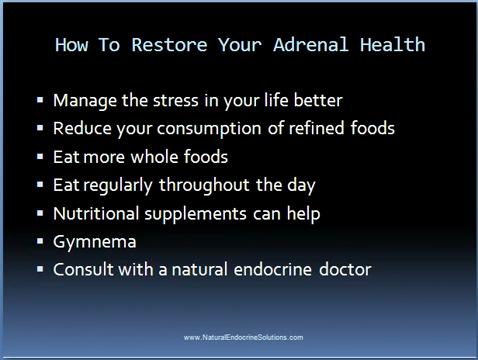 How To Restore Your Adrenal Health
▪ Manage the stress in your life better
▪ Reduce your consumption of refined foods
▪ Eat more whole foods
▪ Eat regularly throughout the day
▪ Nutritional supplements can help
▪ Gymnema
▪ Consult with a natural endocrine doctor
www.NaturalEndocrineSolutions.com